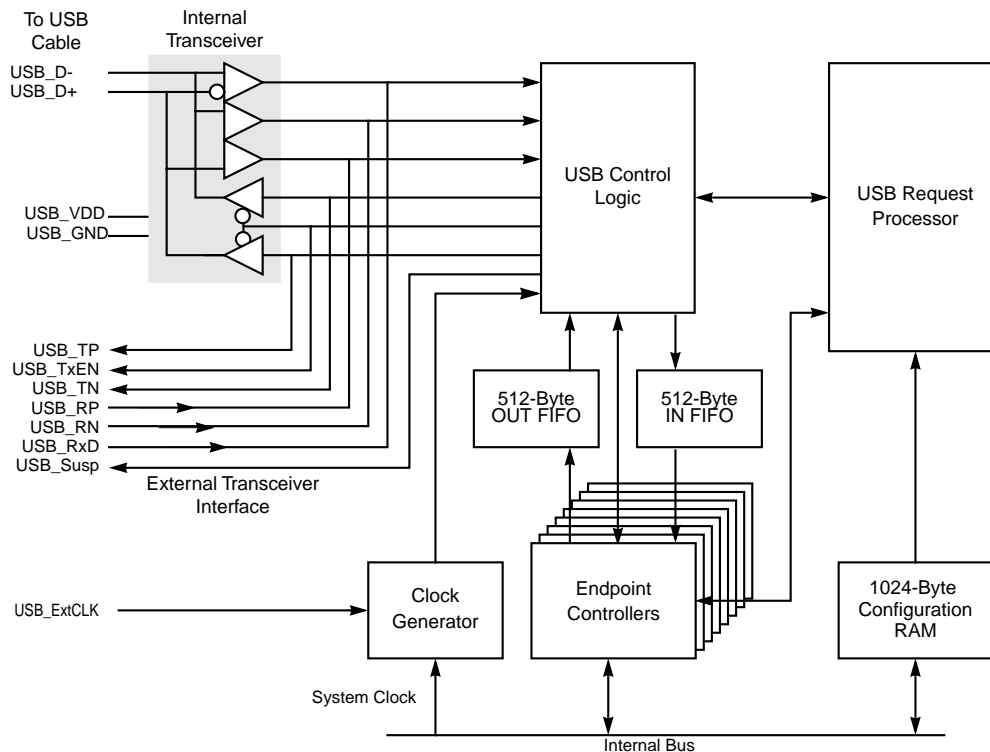 To USB
Cable
Internal
Transceiver
USB_D-
USB_D+
USB_VDD
USB_GND
USB Control
Logic
USB Request
Processor
USB_TP
USB_TxEN
USB_TN
USB_RP
USB_RN
USB_RxD
USB_Susp
External Transceiver
Interface
512-Byte
OUT FIFO
512-Byte
IN FIFO
USB_ExtCLK
Clock
Generator
Endpoint
Controllers
1024-Byte
Configuration
RAM
System Clock
Internal Bus